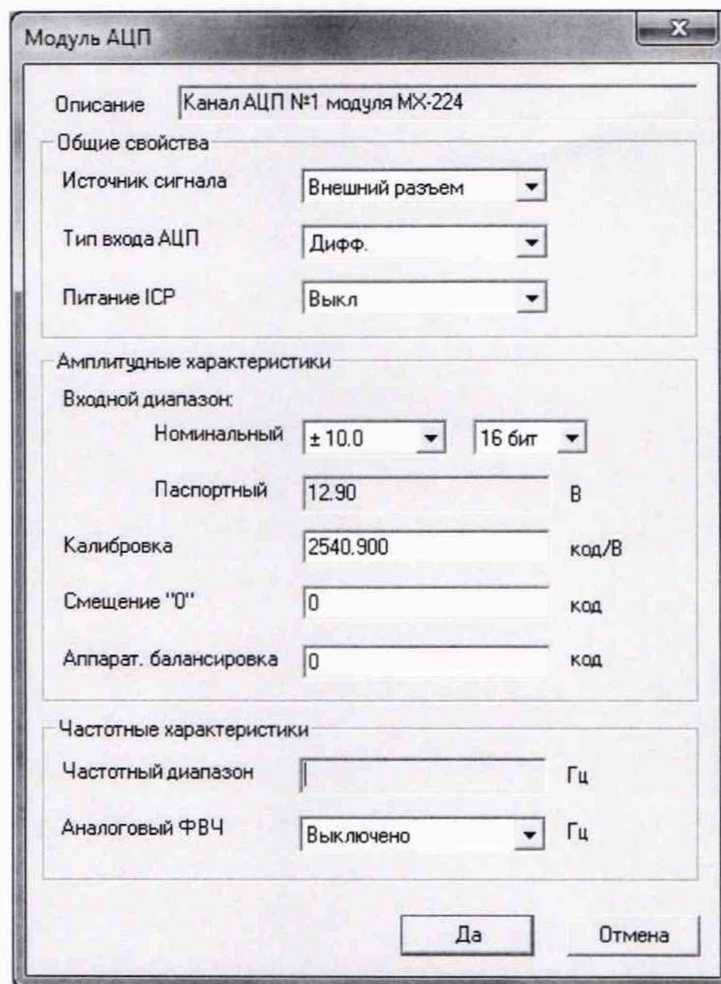 Модуль АЦП
x
Описание Канал АЦП №1 модуля MX-224
Общие свойства
Источник сигнала Внешний разъем
Тип входа АЦП Дифф.
Питание ICP Выкл
Амплитудные характеристики
Входной диапазон:
Номинальный ± 10.0 16 бит
Паспортный 12.90 В
Калибровка 2540.900 код/В
Смещение "0" 0 код
Аппарат. балансировка 0 код
Частотные характеристики
Частотный диапазон Гц
Аналоговый ФВЧ Выключено Гц
Да Отмена